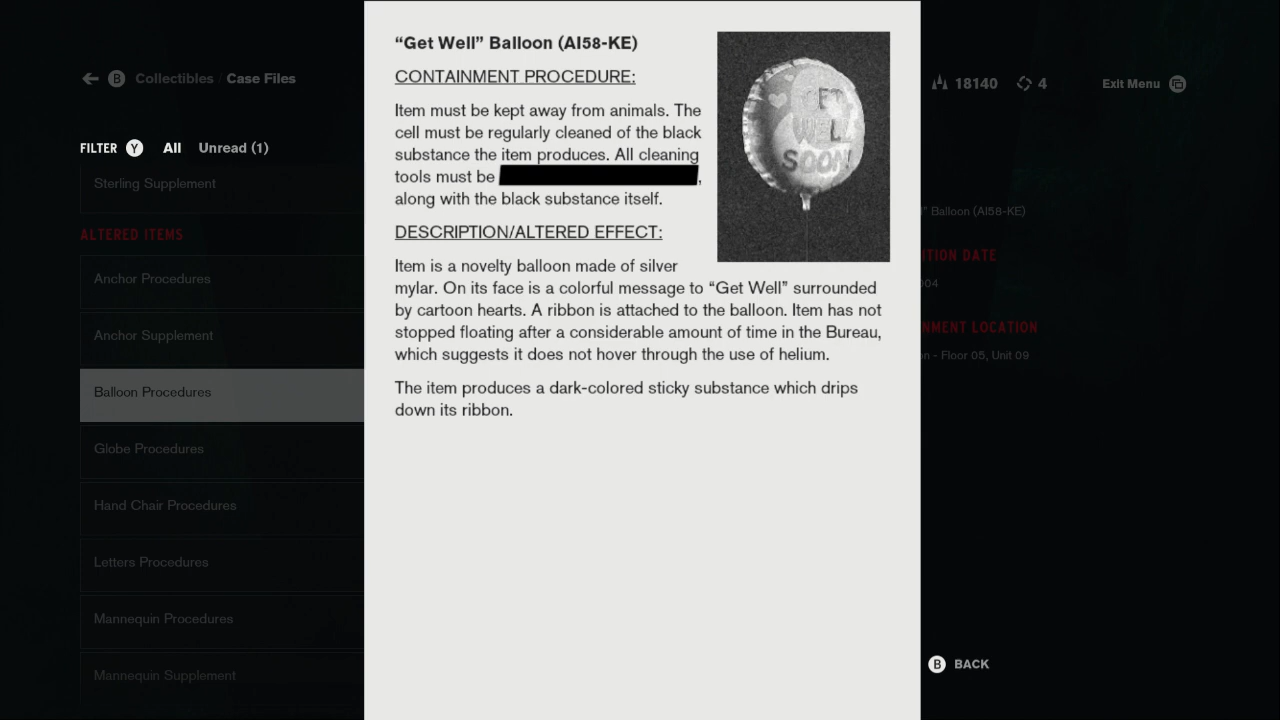 Collectibles / Case Files
18140
4
Exit Menu
FILTER Y All Unread (1)
Sterling Supplement
ALTERED ITEMS
Anchor Procedures
Anchor Supplement
Balloon Procedures
Globe Procedures
Hand Chair Procedures
Letters Procedures
Mannequin Procedures
Mannequin Supplement
“Get Well” Balloon (AI58-KE)
CONTAINMENT PROCEDURE:
Item must be kept away from animals. The
cell must be regularly cleaned of the black
substance the item produces. All cleaning
tools must be ,
along with the black substance itself.
DESCRIPTION/ALTERED EFFECT:
Item is a novelty balloon made of silver
mylar. On its face is a colorful message to “Get Well” surrounded
by cartoon hearts. A ribbon is attached to the balloon. Item has not
stopped floating after a considerable amount of time in the Bureau,
which suggests it does not hover through the use of helium.
The item produces a dark-colored sticky substance which drips
down its ribbon.
GET
WELL
SOON
” Balloon (AI58-KE)
ITION DATE
004
NMENT LOCATION
n - Floor 05, Unit 09
B BACK